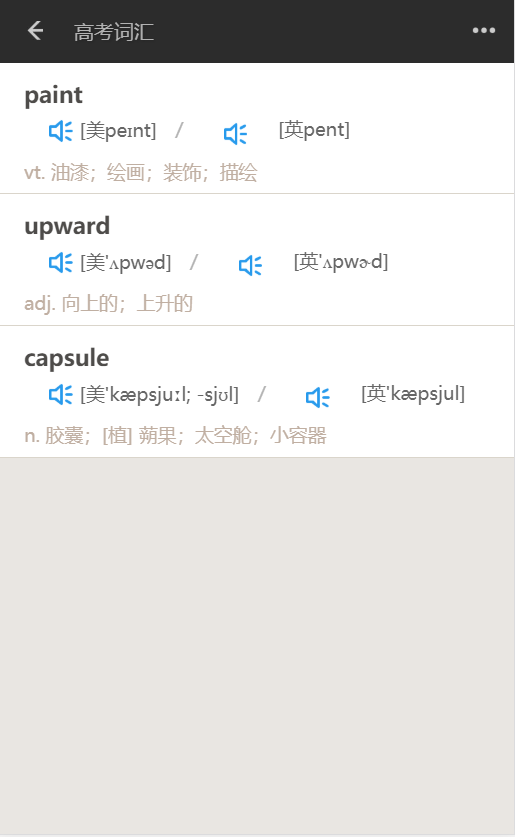 高考词汇
paint
[美peɪnt] / [英pent]
vt. 油漆；绘画；装饰；描绘
upward
[美'ʌpwəd] / [英'ʌpwɚd]
adj. 向上的；上升的
capsule
[美'kæpsjuːl; -sjʊl] / [英'kæpsjul]
n. 胶囊；[植] 蒴果；太空舱；小容器